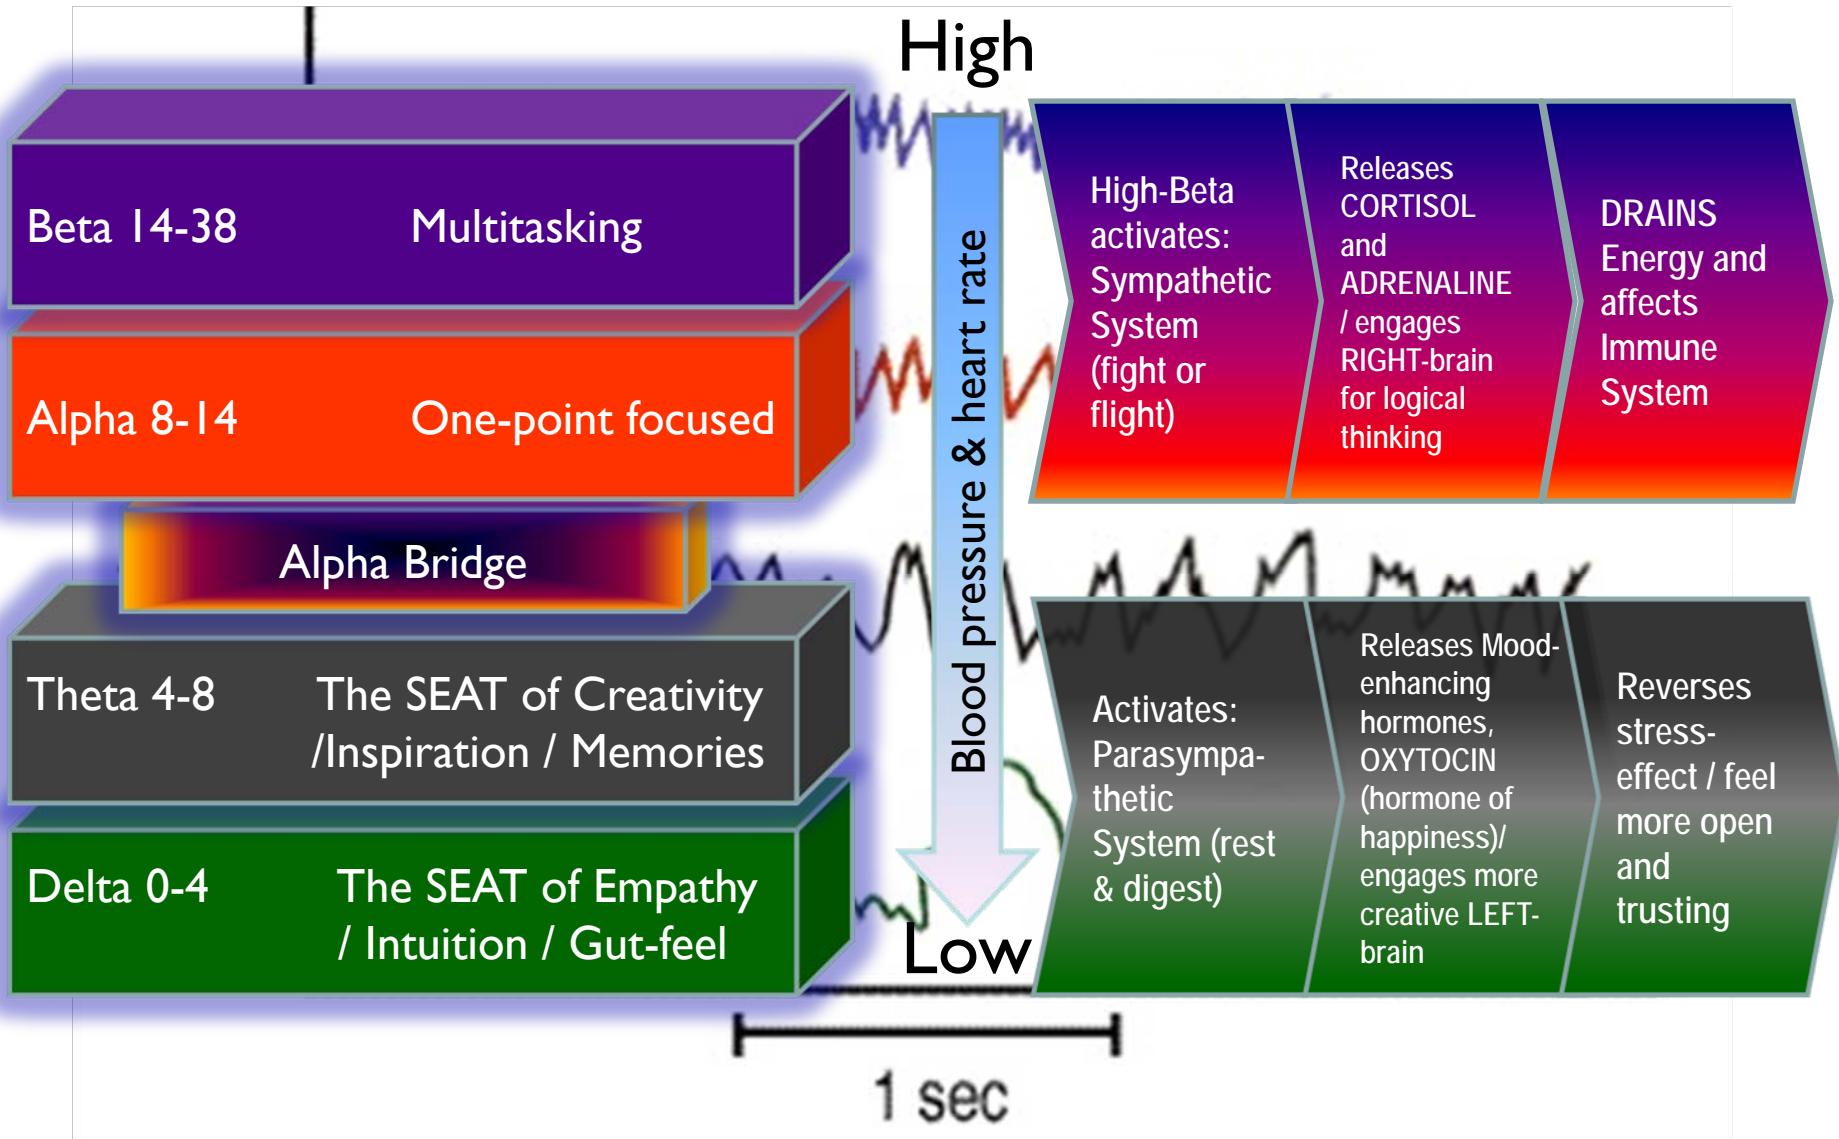 High
Beta 14-38 Multitasking
Alpha 8-14 One-point focused
Alpha Bridge
Theta 4-8 The SEAT of Creativity
/Inspiration / Memories
Delta 0-4 The SEAT of Empathy
/ Intuition / Gut-feel
Blood pressure & heart rate
Low
High-Beta
activates:
Sympathetic
System
(fight or
flight)
Releases
CORTISOL
and
ADRENALINE
/ engages
RIGHT-brain
for logical
thinking
DRAINS
Energy and
affects
Immune
System
Activates:
Parasympa-
thetic
System (rest
& digest)
Releases Mood-
enhancing
hormones,
OXYTOCIN
(hormone of
happiness)/
engages more
creative LEFT-
brain
Reverses
stress-
effect / feel
more open
and
trusting
1 sec